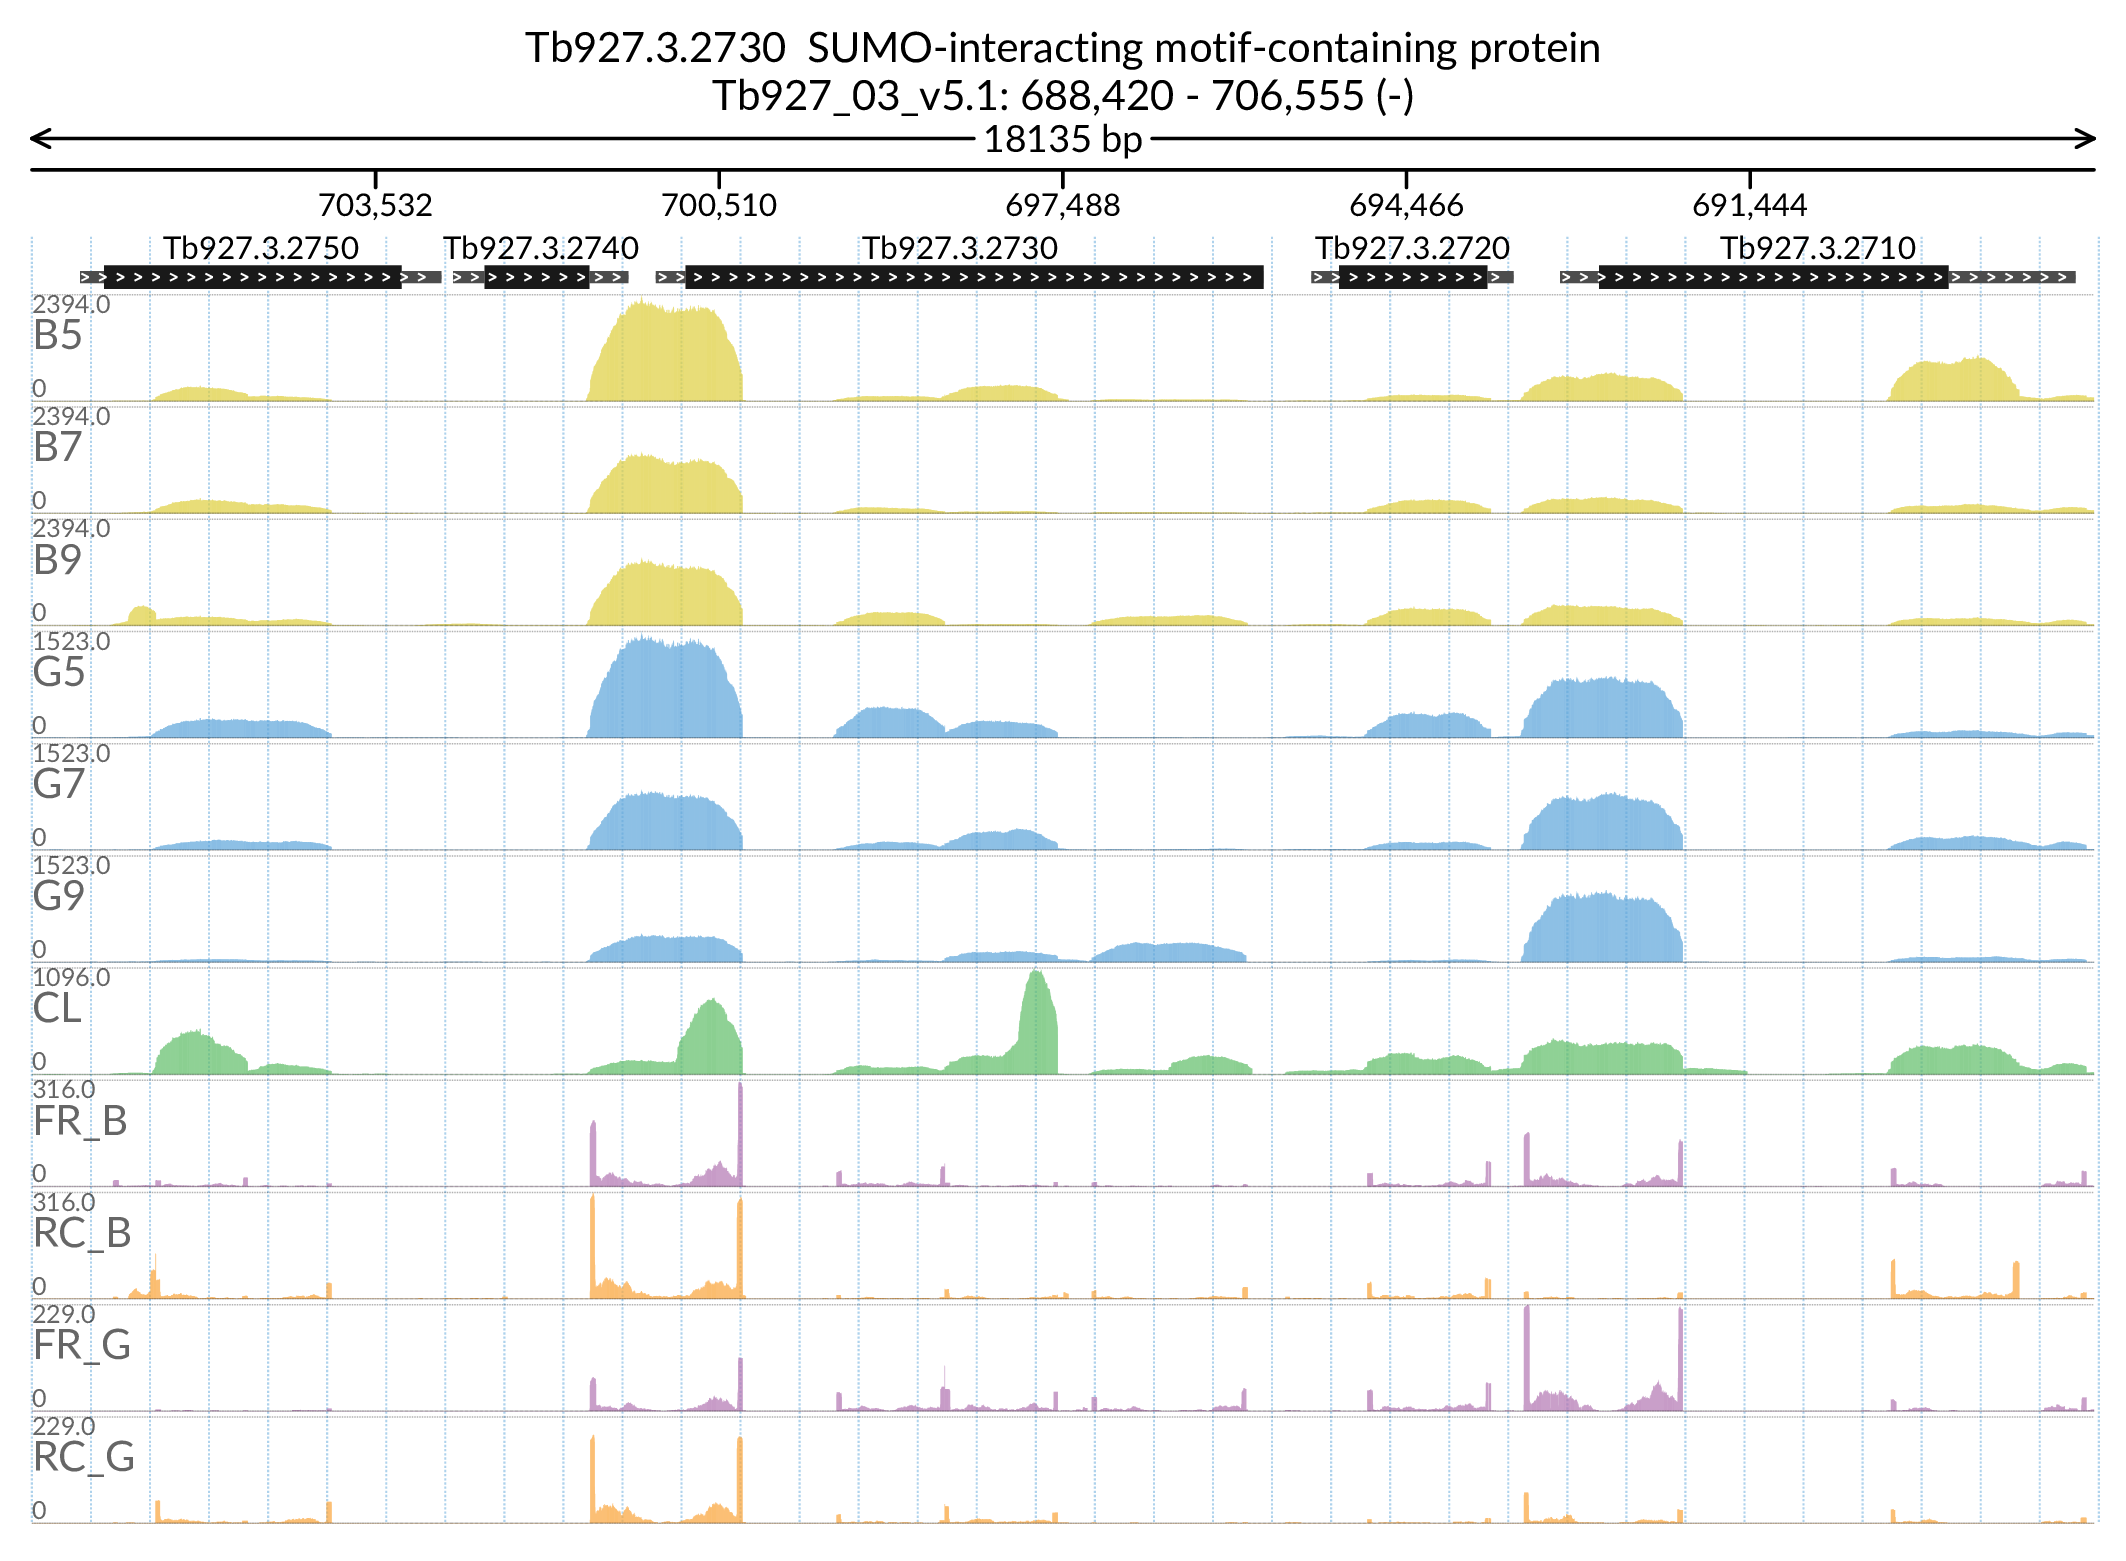 Tb927.3.2730  SUMO-interacting motif-containing protein
Tb927_03_v5.1: 688,420 - 706,555 (-)
18135 bp
703,532 700,510 697,488 694,466 691,444
Tb927.3.2750 Tb927.3.2740 Tb927.3.2730 Tb927.3.2720 Tb927.3.2710
2394.0
B5
0
2394.0
B7
0
2394.0
B9
0
1523.0
G5
0
1523.0
G7
0
1523.0
G9
0
1096.0
CL
0
316.0
FR_B
0
316.0
RC_B
0
229.0
FR_G
0
229.0
RC_G
0